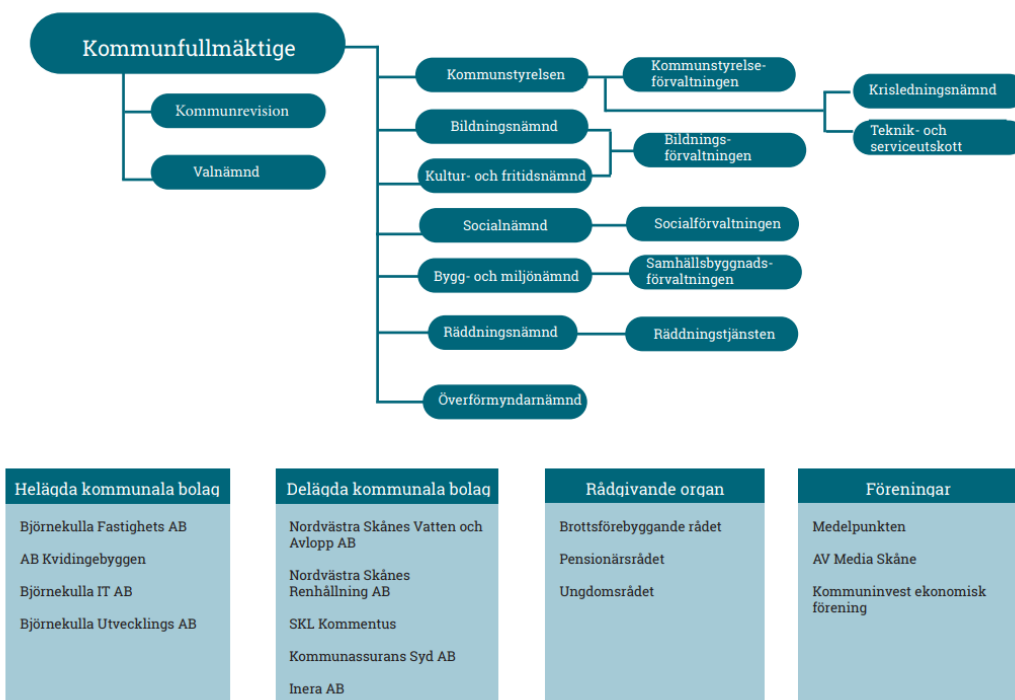 Kommunfullmäktige
Kommunrevision
Valnämnd
Kommunstyrelsen
Kommunstyrelse-
förvaltningen
Krisledningsnämnd
Teknik- och
serviceutskott
Bildningsnämnd
Kultur- och fritidsnämnd
Bildnings-
förvaltningen
Socialnämnd
Socialförvaltningen
Bygg- och miljönämnd
Samhällsbyggnads-
förvaltningen
Räddningsnämnd
Räddningstjänsten
Överförmyndarnämnd
Helägda kommunala bolag
Björnekulla Fastighets AB
AB Kvidingebyggen
Björnekulla IT AB
Björnekulla Utvecklings AB
Delägda kommunala bolag
Nordvästra Skånes Vatten och
Avlopp AB
Nordvästra Skånes
Renhållning AB
SKL Kommentus
Kommunassurans Syd AB
Inera AB
Rådgivande organ
Brottsförebyggande rådet
Pensionärsrådet
Ungdomsrådet
Föreningar
Medelpunkten
AV Media Skåne
Kommuninvest ekonomisk
förening